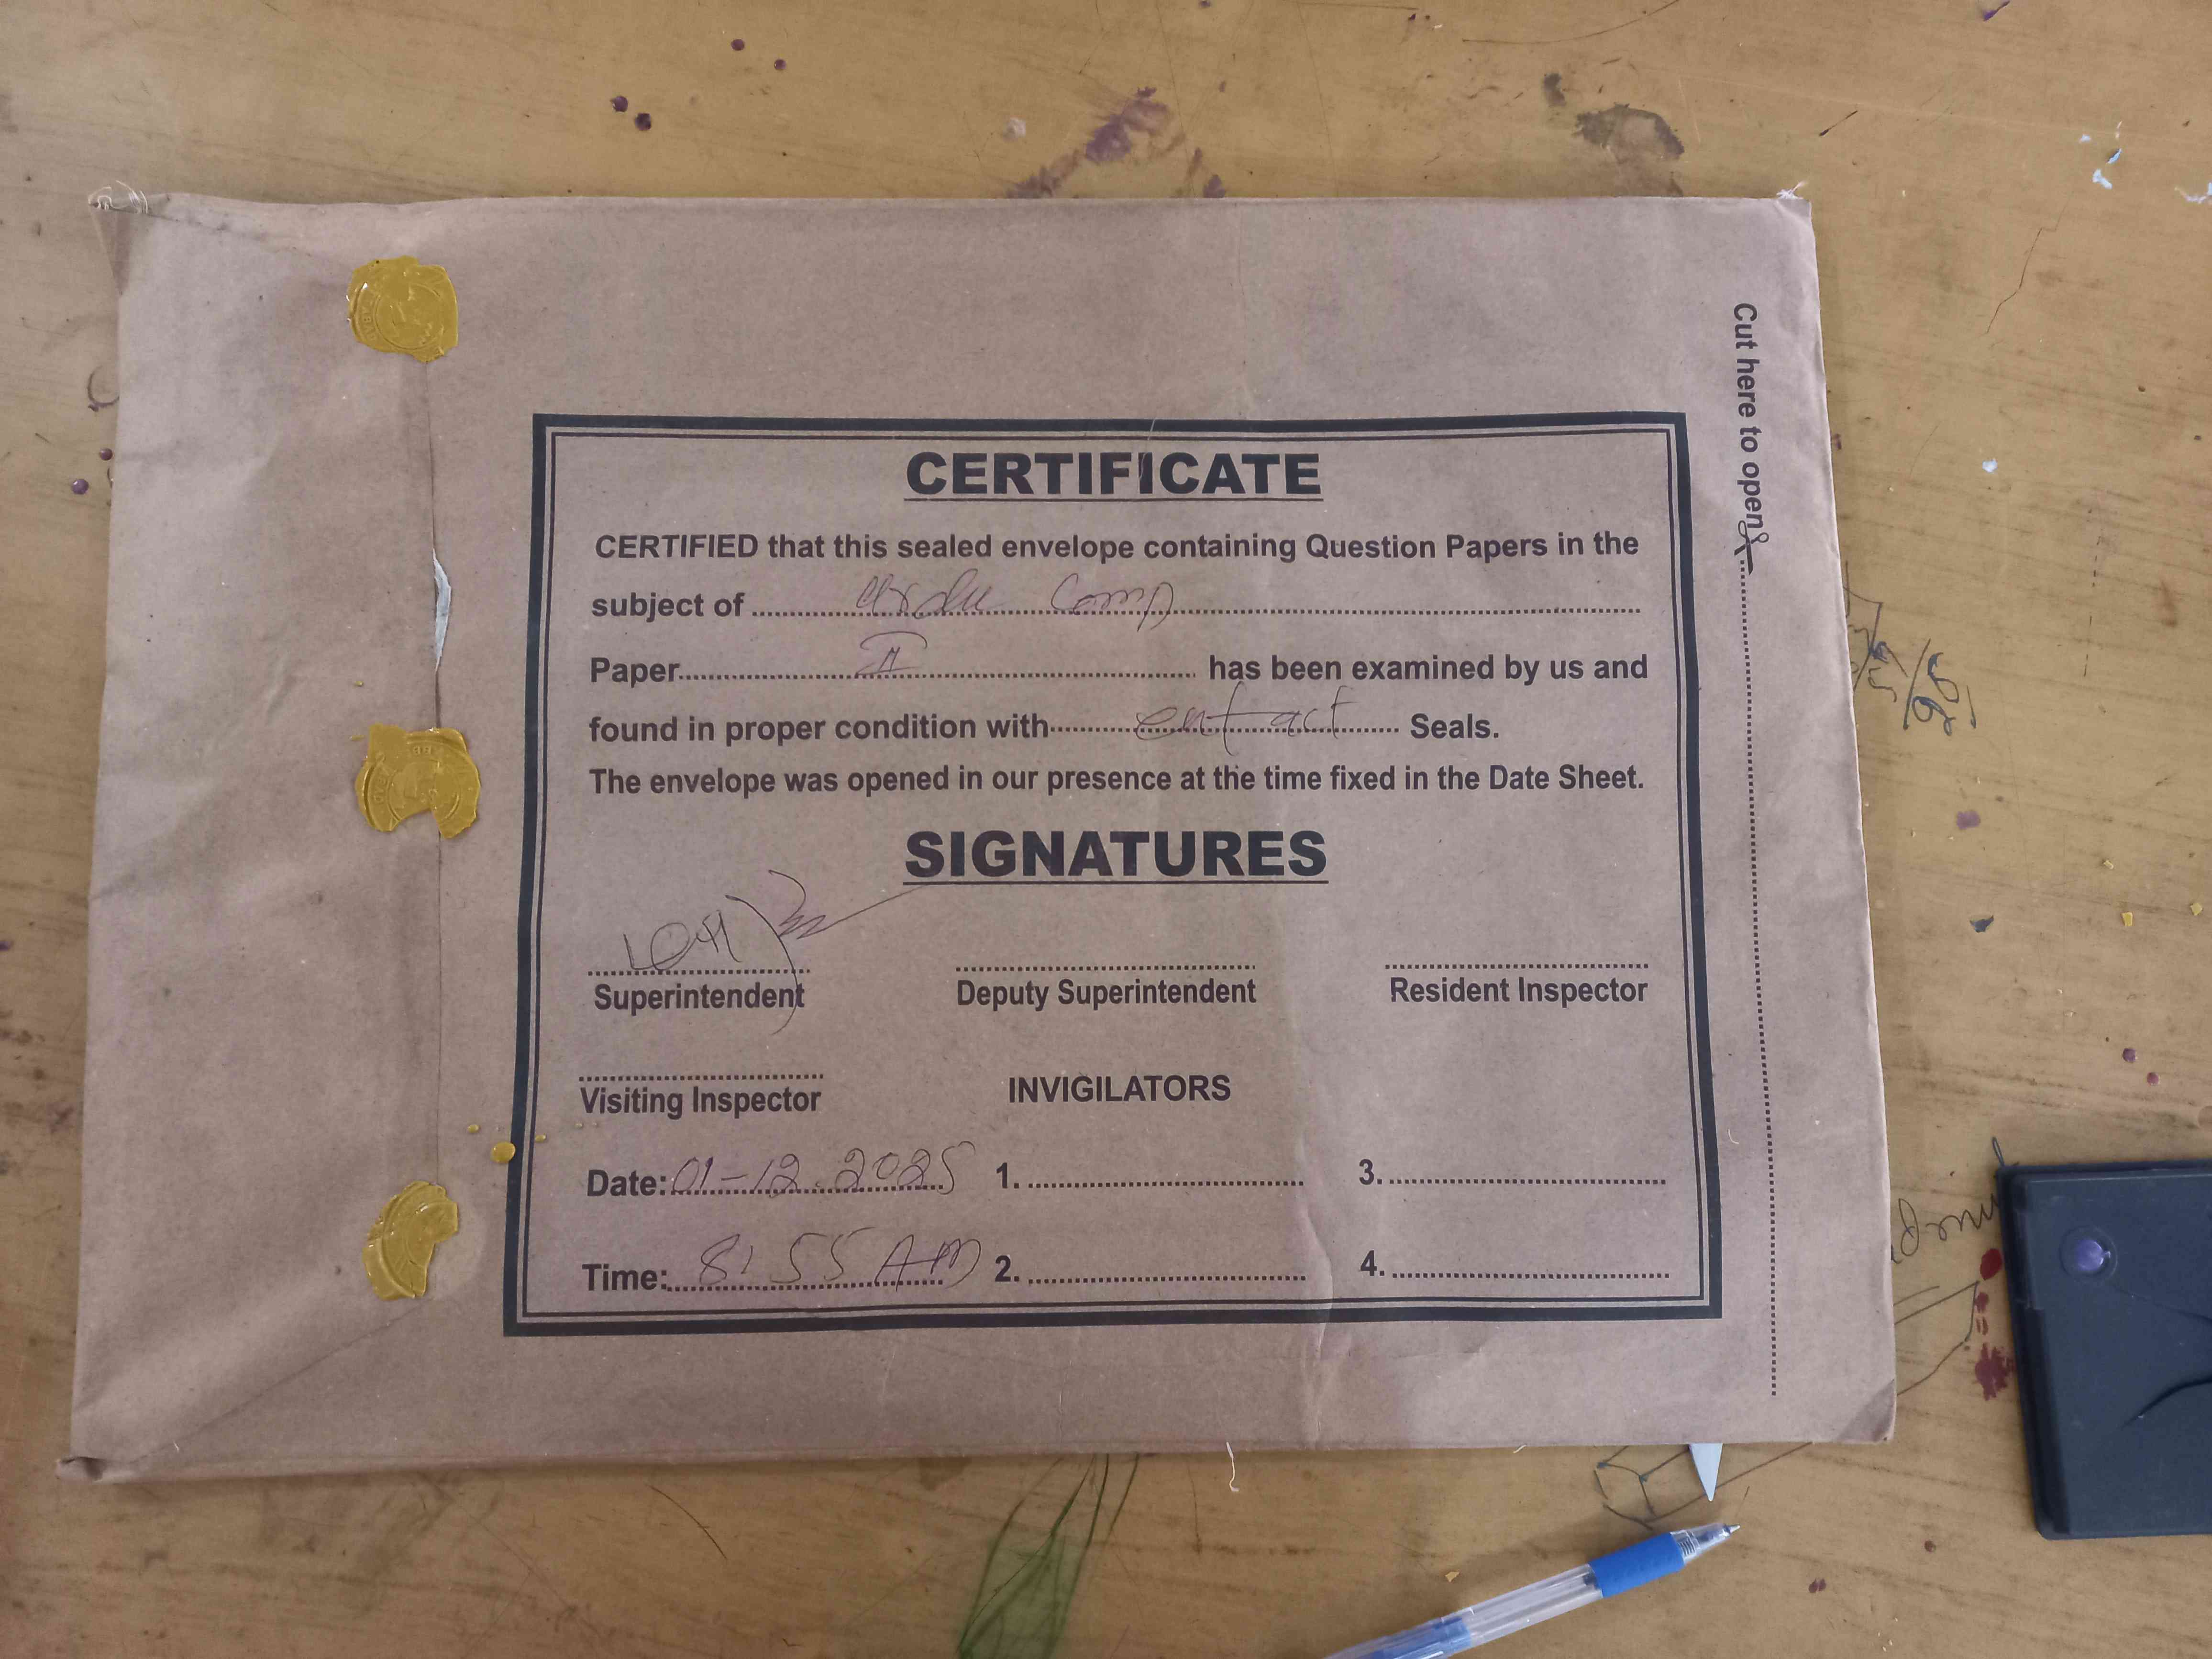 Cut here to open
CERTIFICATE
CERTIFIED that this sealed envelope containing Question Papers in the
subject of Urdu Comp
Paper II has been examined by us and
found in proper condition with entact Seals.
The envelope was opened in our presence at the time fixed in the Date Sheet.
SIGNATURES
Superintendent Deputy Superintendent Resident Inspector
Visiting Inspector INVIGILATORS
Date: 01-12.2025 1. 3.
Time: 8:55 AM 2. 4.